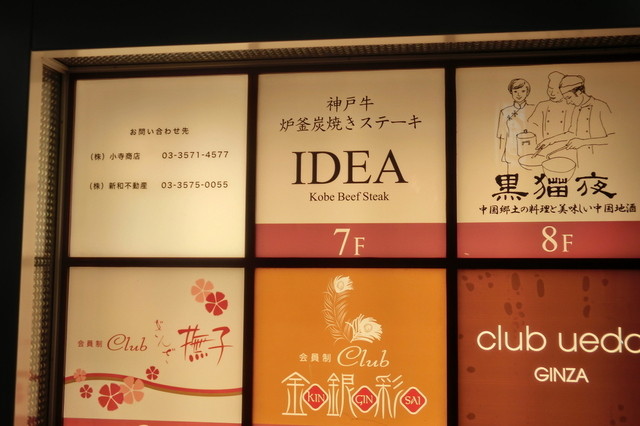 お問い合わせ先
（株）小寺商店 03-3571-4577
（株）新和不動産 03-3575-0055
神戸牛
炉釜炭焼きステーキ
IDEA
Kobe Beef Steak
7F
黒猫夜
中国郷土の料理と美味しい中国地酒
8F
会員制 Club なんざ 撫子
会員制 Club
金銀彩
KIN GIN SAI
club ueda
GINZA